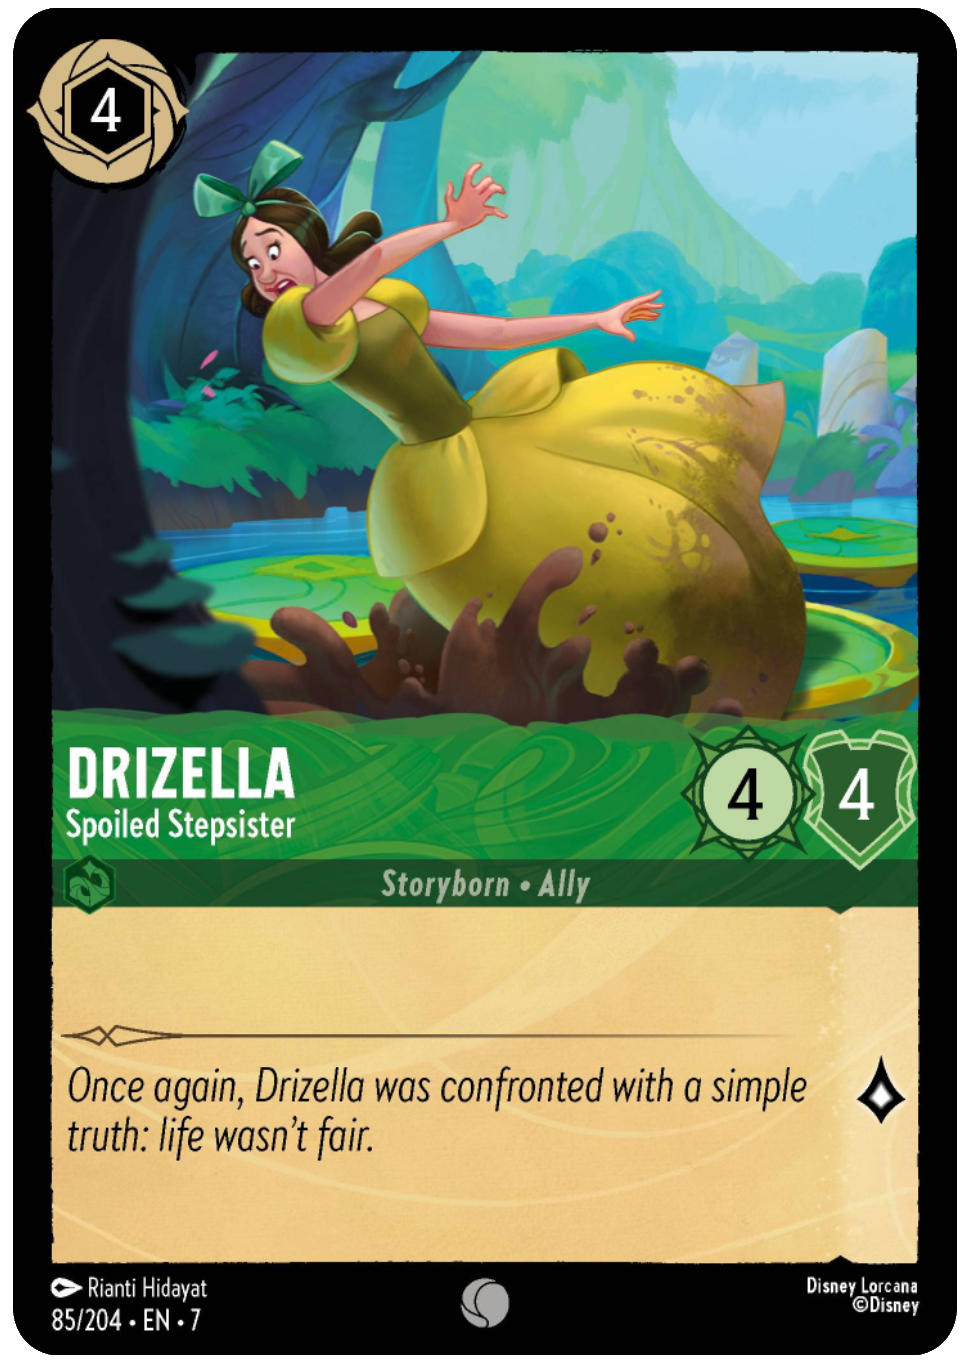 4
DRIZELLA
Spoiled Stepsister
4 4
Storyborn • Ally
Once again, Drizella was confronted with a simple
truth: life wasn't fair.
Rianti Hidayat
85/204 • EN • 7
Disney Lorcana
©Disney